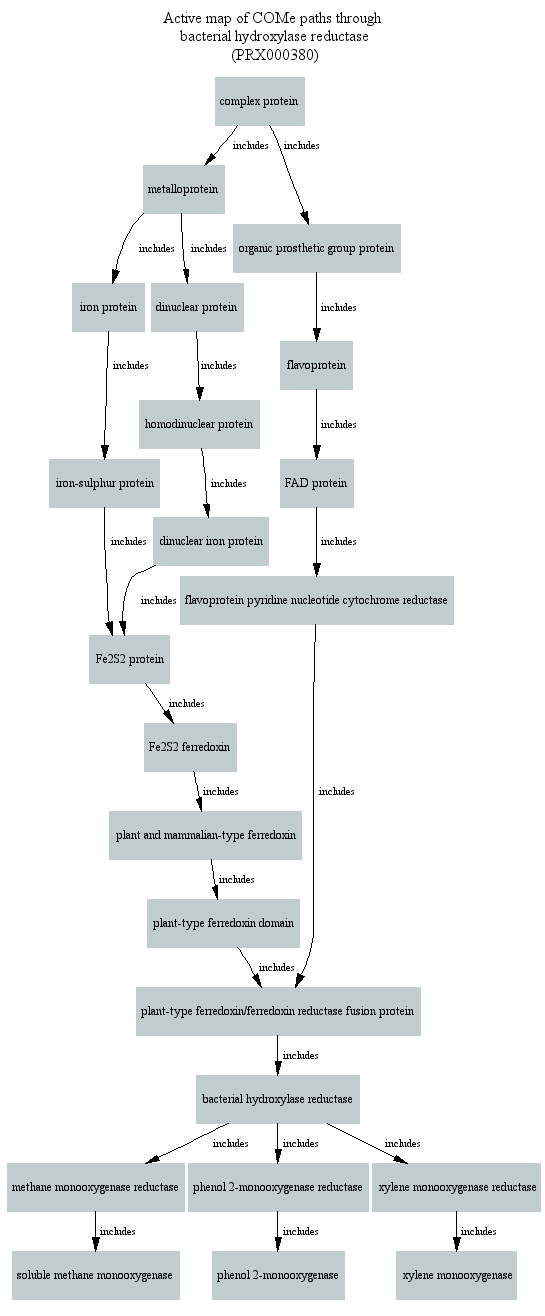 Active map of COMe paths through
bacterial hydroxylase reductase
(PRX000380)
complex protein
includes
includes
metalloprotein
organic prosthetic group protein
includes
includes
iron protein
dinuclear protein
includes
flavoprotein
includes
includes
homodinuclear protein
includes
iron-sulphur protein
includes
FAD protein
dinuclear iron protein
includes
includes
flavoprotein pyridine nucleotide cytochrome reductase
includes
Fe2S2 protein
includes
Fe2S2 ferredoxin
includes
includes
plant and mammalian-type ferredoxin
includes
plant-type ferredoxin domain
includes
plant-type ferredoxin/ferredoxin reductase fusion protein
includes
bacterial hydroxylase reductase
includes
includes
includes
methane monooxygenase reductase
phenol 2-monooxygenase reductase
xylene monooxygenase reductase
includes
includes
includes
soluble methane monooxygenase
phenol 2-monooxygenase
xylene monooxygenase